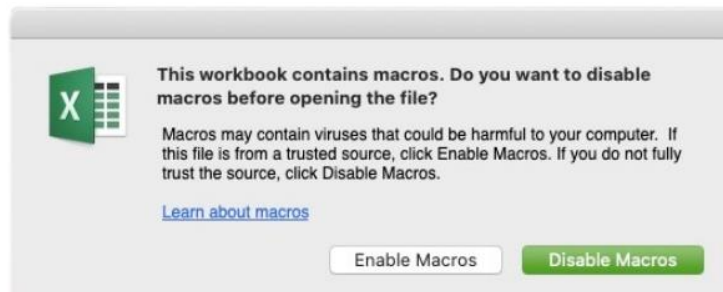 X
This workbook contains macros. Do you want to disable
macros before opening the file?
Macros may contain viruses that could be harmful to your computer.  If
this file is from a trusted source, click Enable Macros. If you do not fully
trust the source, click Disable Macros.
Learn about macros
Enable Macros
Disable Macros